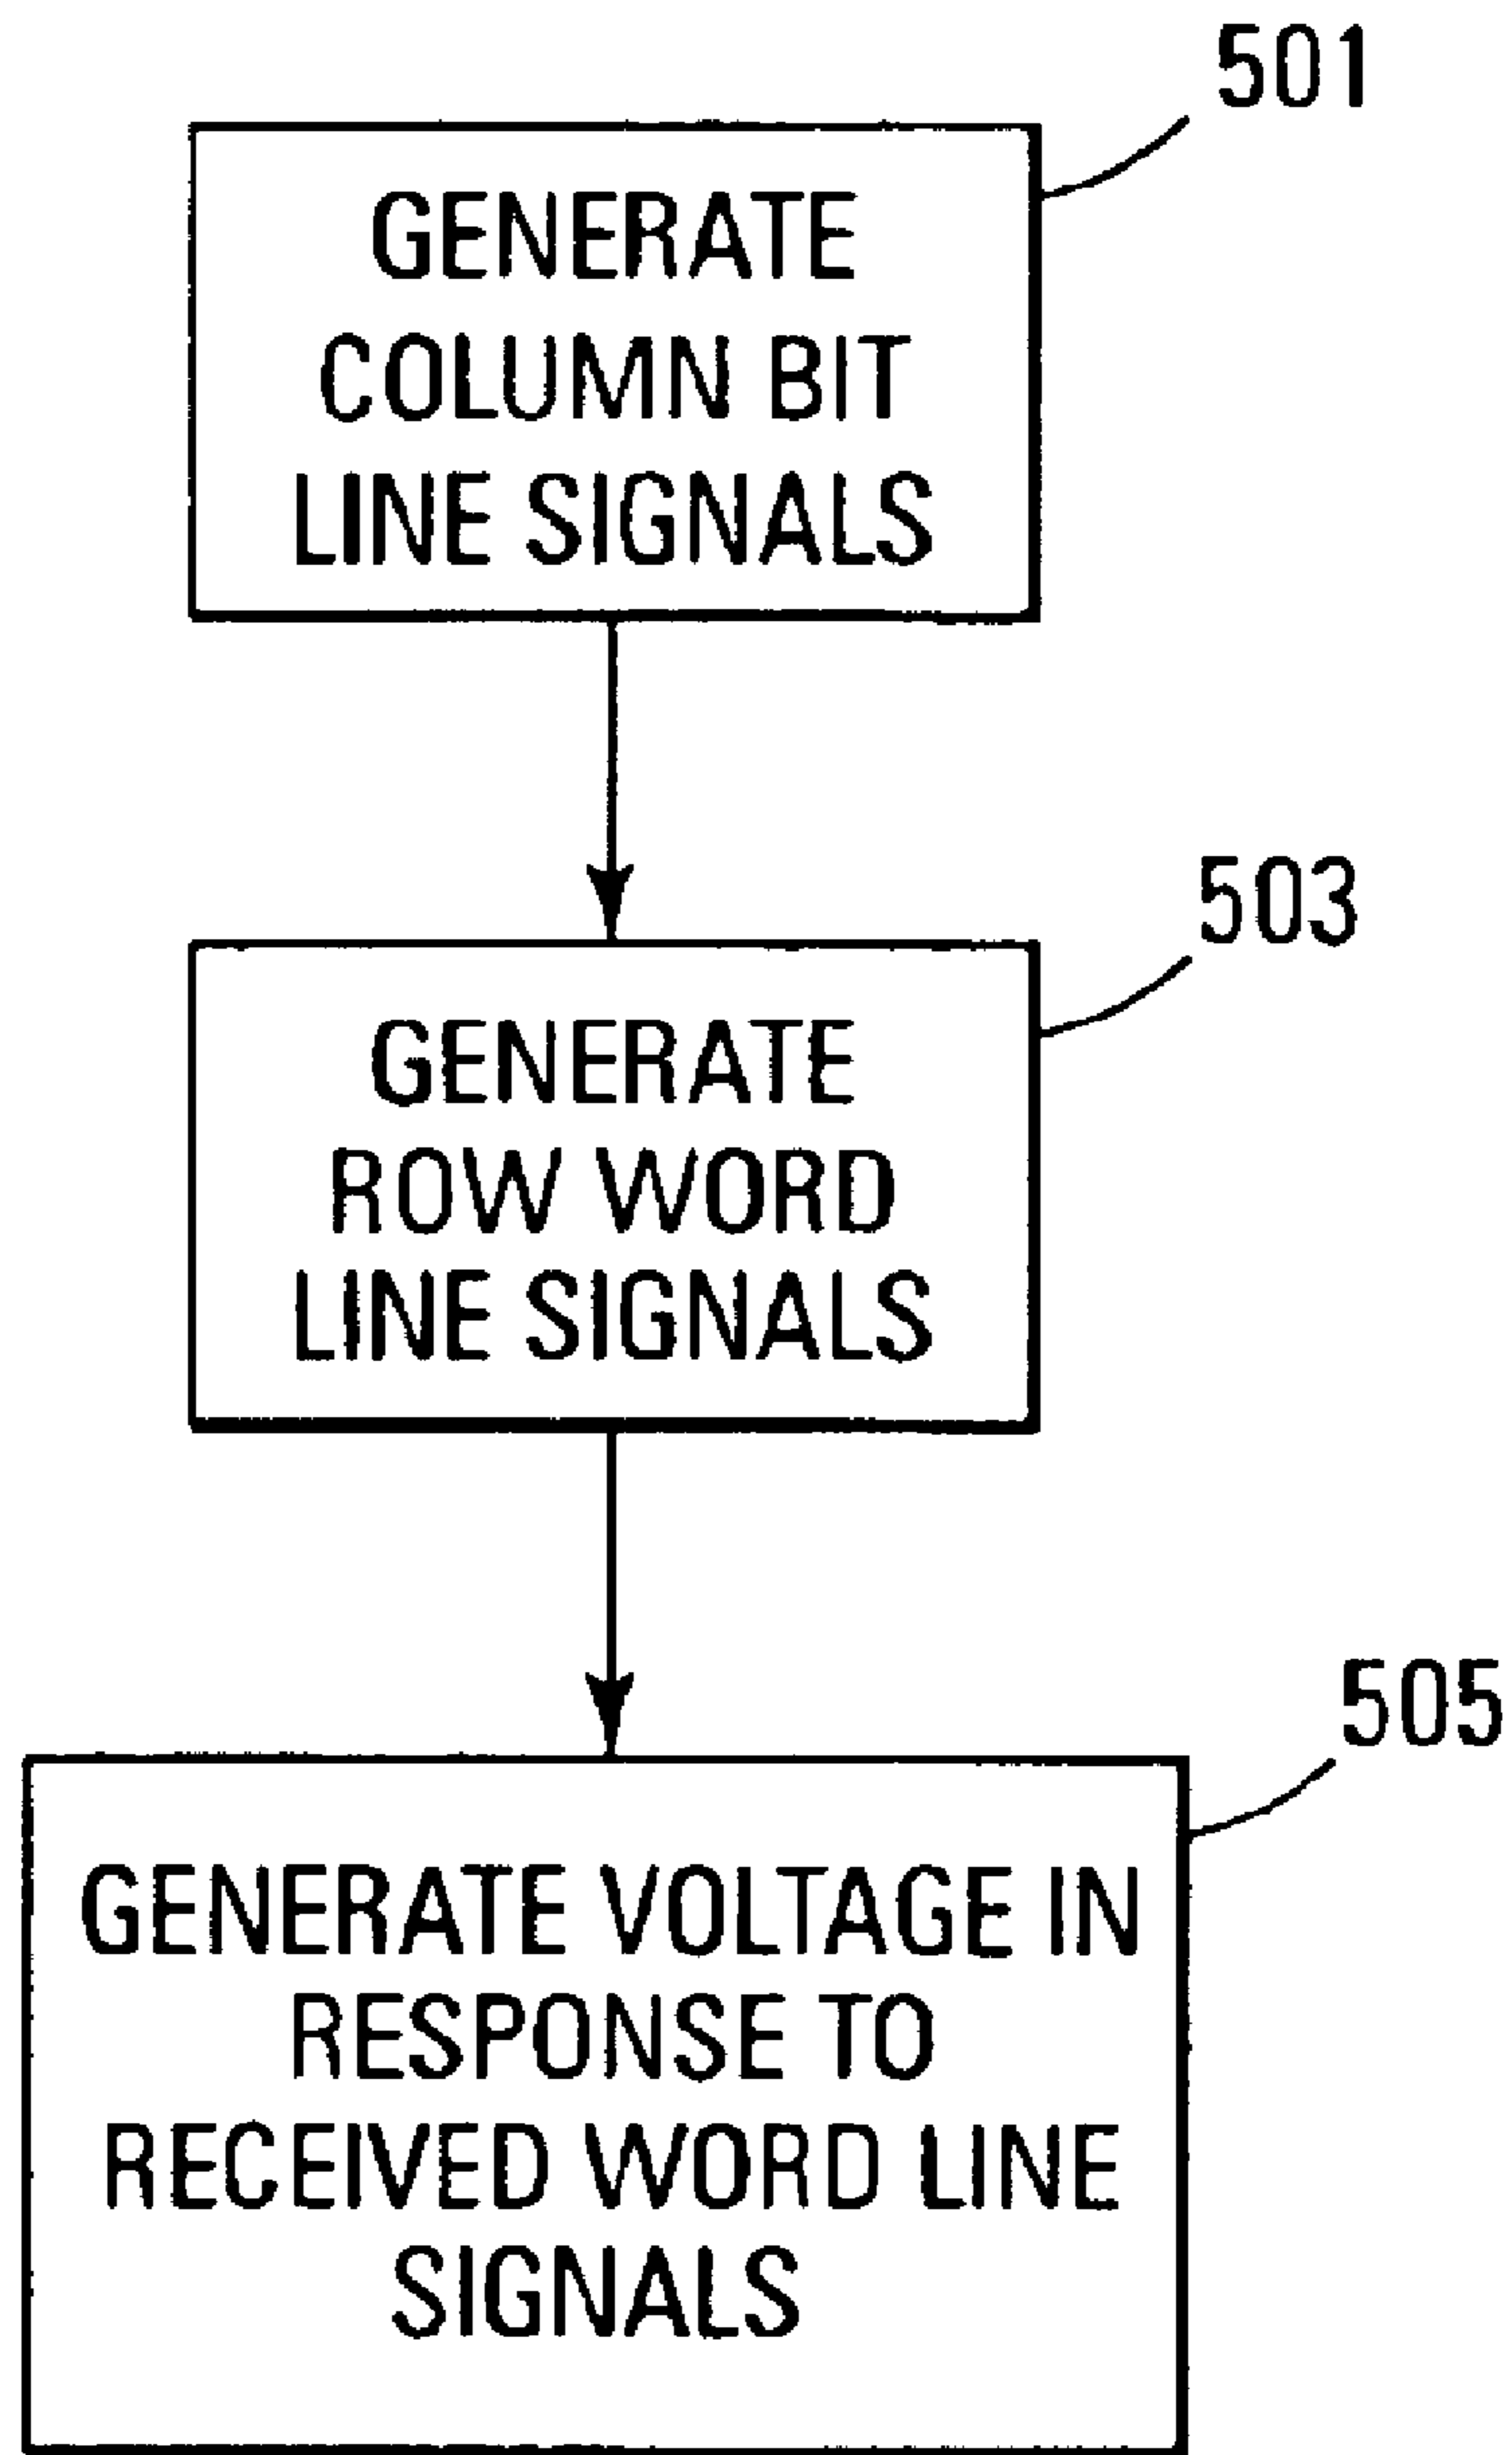 501
GENERATE
COLUMN BIT
LINE SIGNALS
503
GENERATE
ROW WORD
LINE SIGNALS
505
GENERATE VOLTAGE IN
RESPONSE TO
RECEIVED WORD LINE
SIGNALS